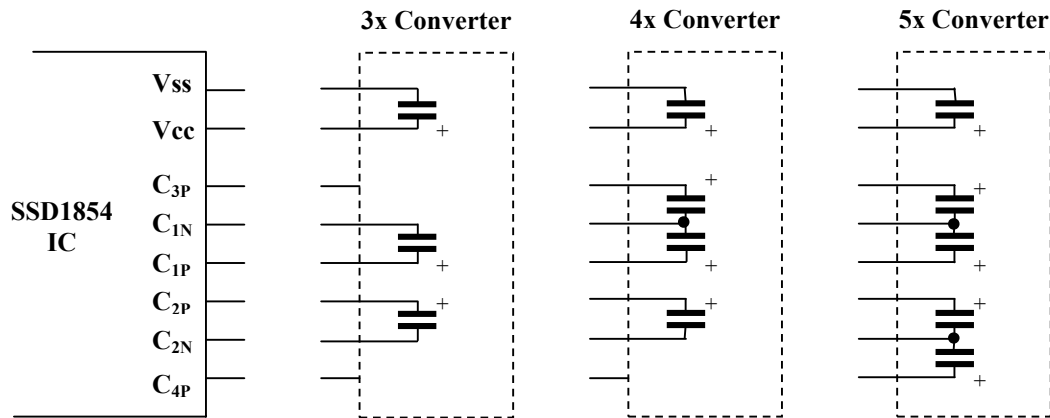 3x Converter
4x Converter
5x Converter
SSD1854
IC
Vss
Vcc
C3P
C1N
C1P
C2P
C2N
C4P
+
+
+
+
+
+
+
+
+
+
+
+